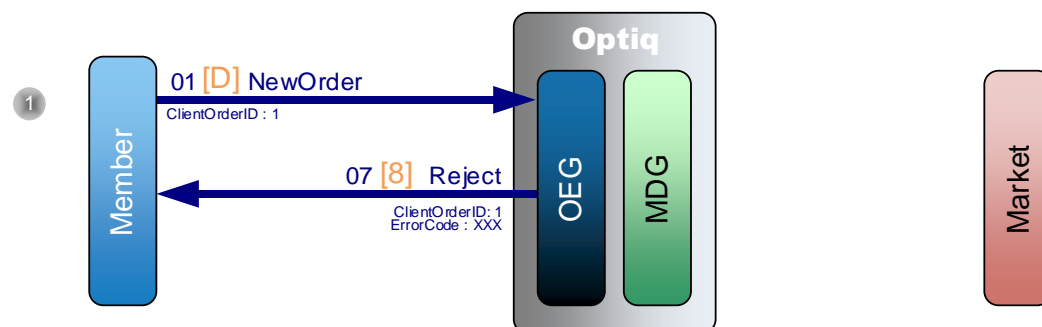 Optiq
1
01 [D] NewOrder
ClientOrderID : 1
Member
07 [8] Reject
ClientOrderID: 1
ErrorCode : XXX
OEG
MDG
Market